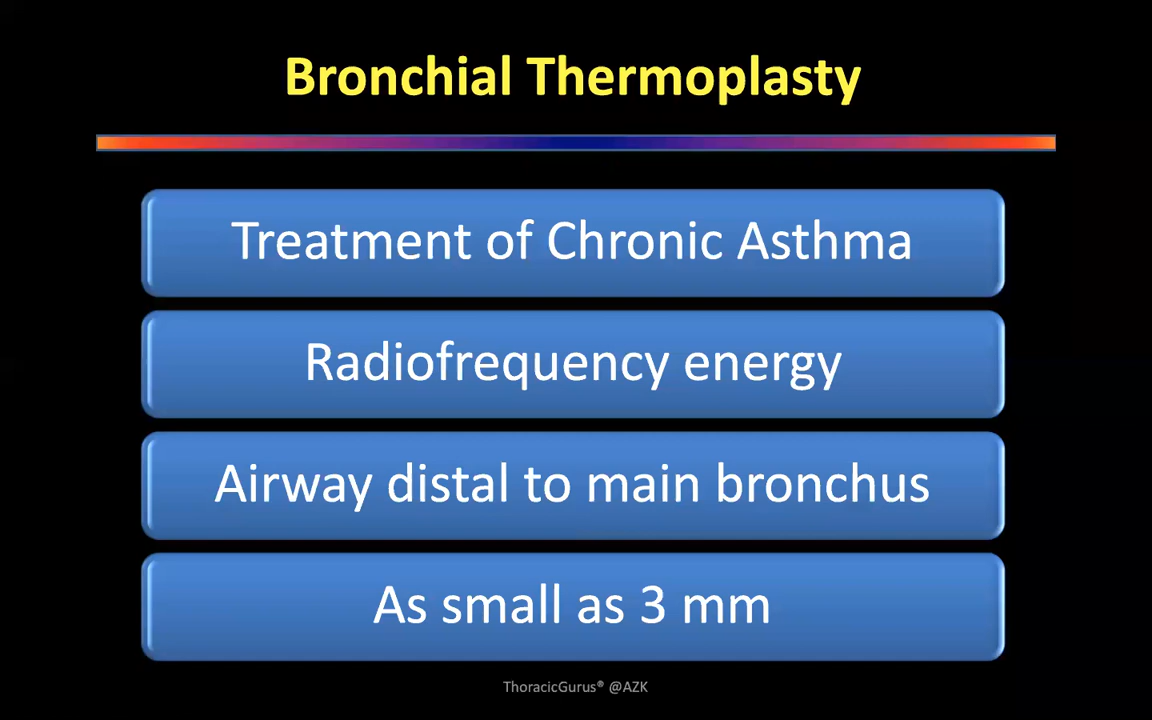 Bronchial Thermoplasty
Treatment of Chronic Asthma
Radiofrequency energy
Airway distal to main bronchus
As small as 3 mm
ThoracicGurus® @AZK